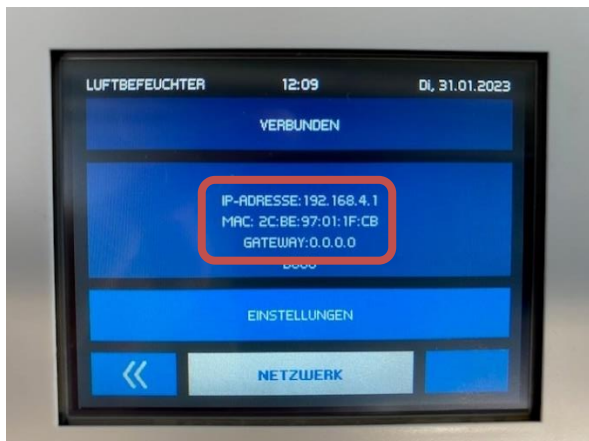 LUFTBEFEUCHTER 12:09 Di, 31.01.2023
VERBUNDEN
IP-ADRESSE:192.168.4.1
MAC: 2C:BE:97:01:1F:CB
GATEWAY:0.0.0.0
EINSTELLUNGEN
NETZWERK